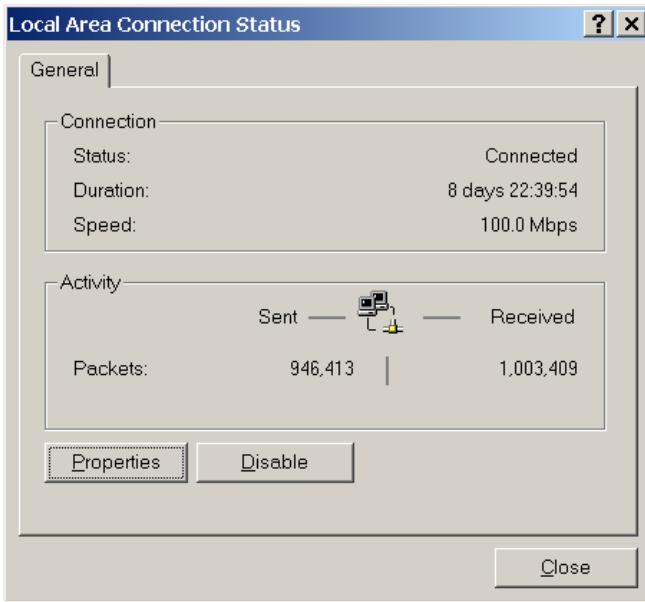 Local Area Connection Status
General
Connection
Status: Connected
Duration: 8 days 22:39:54
Speed: 100.0 Mbps
Activity
Sent Received
Packets: 946,413 1,003,409
Properties Disable
Close